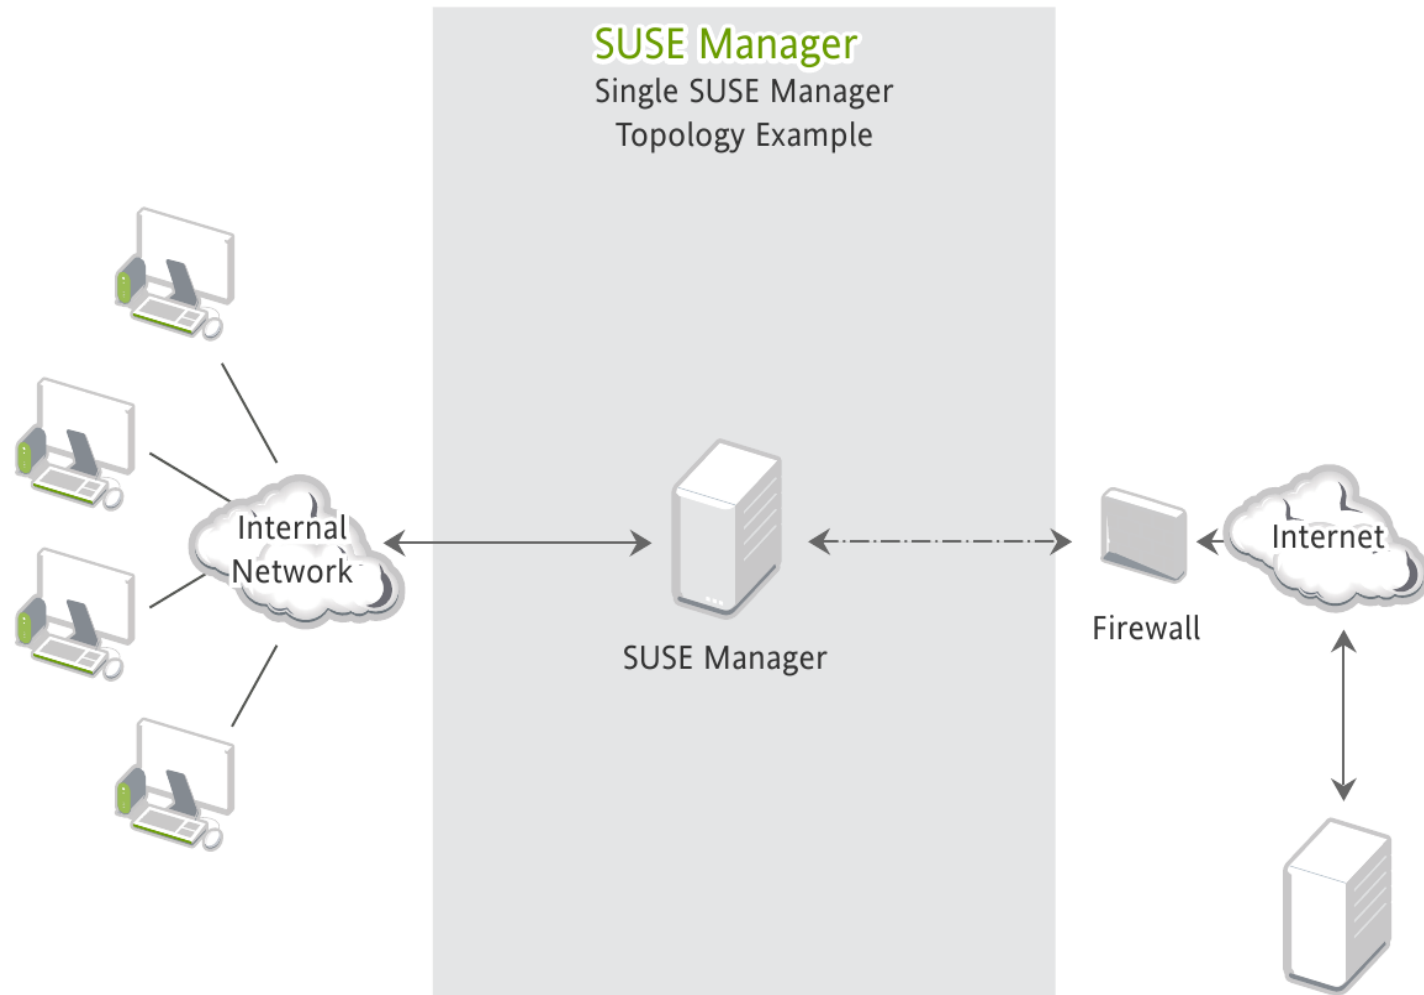 SUSE Manager
Single SUSE Manager
Topology Example
Internal
Network
Internet
Firewall
SUSE Manager